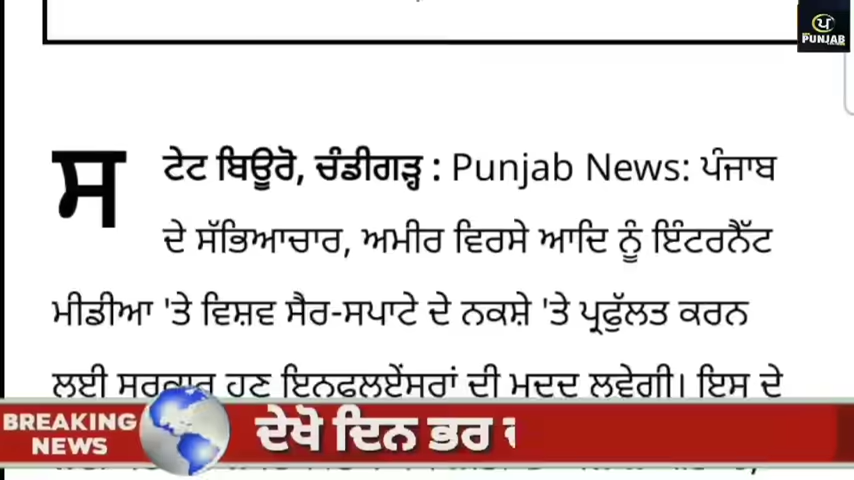 ਪੰ
PUNJAB
ਸਟੇਟ ਬਿਊਰੋ, ਚੰਡੀਗੜ੍ਹ : Punjab News: ਪੰਜਾਬ
ਦੇ ਸੱਭਿਆਚਾਰ, ਅਮੀਰ ਵਿਰਸੇ ਆਦਿ ਨੂੰ ਇੰਟਰਨੈੱਟ
ਮੀਡੀਆ 'ਤੇ ਵਿਸ਼ਵ ਸੈਰ-ਸਪਾਟੇ ਦੇ ਨਕਸ਼ੇ 'ਤੇ ਪ੍ਰਫੁੱਲਤ ਕਰਨ
ਲਈ ਸਰਕਾਰ ਹੁਣ ਇਨਫਲੂਏਂਸਰਾਂ ਦੀ ਮਦਦ ਲਵੇਗੀ। ਇਸ ਦੇ
BREAKING
NEWS
ਦੇਖੋ ਦਿਨ ਭਰ